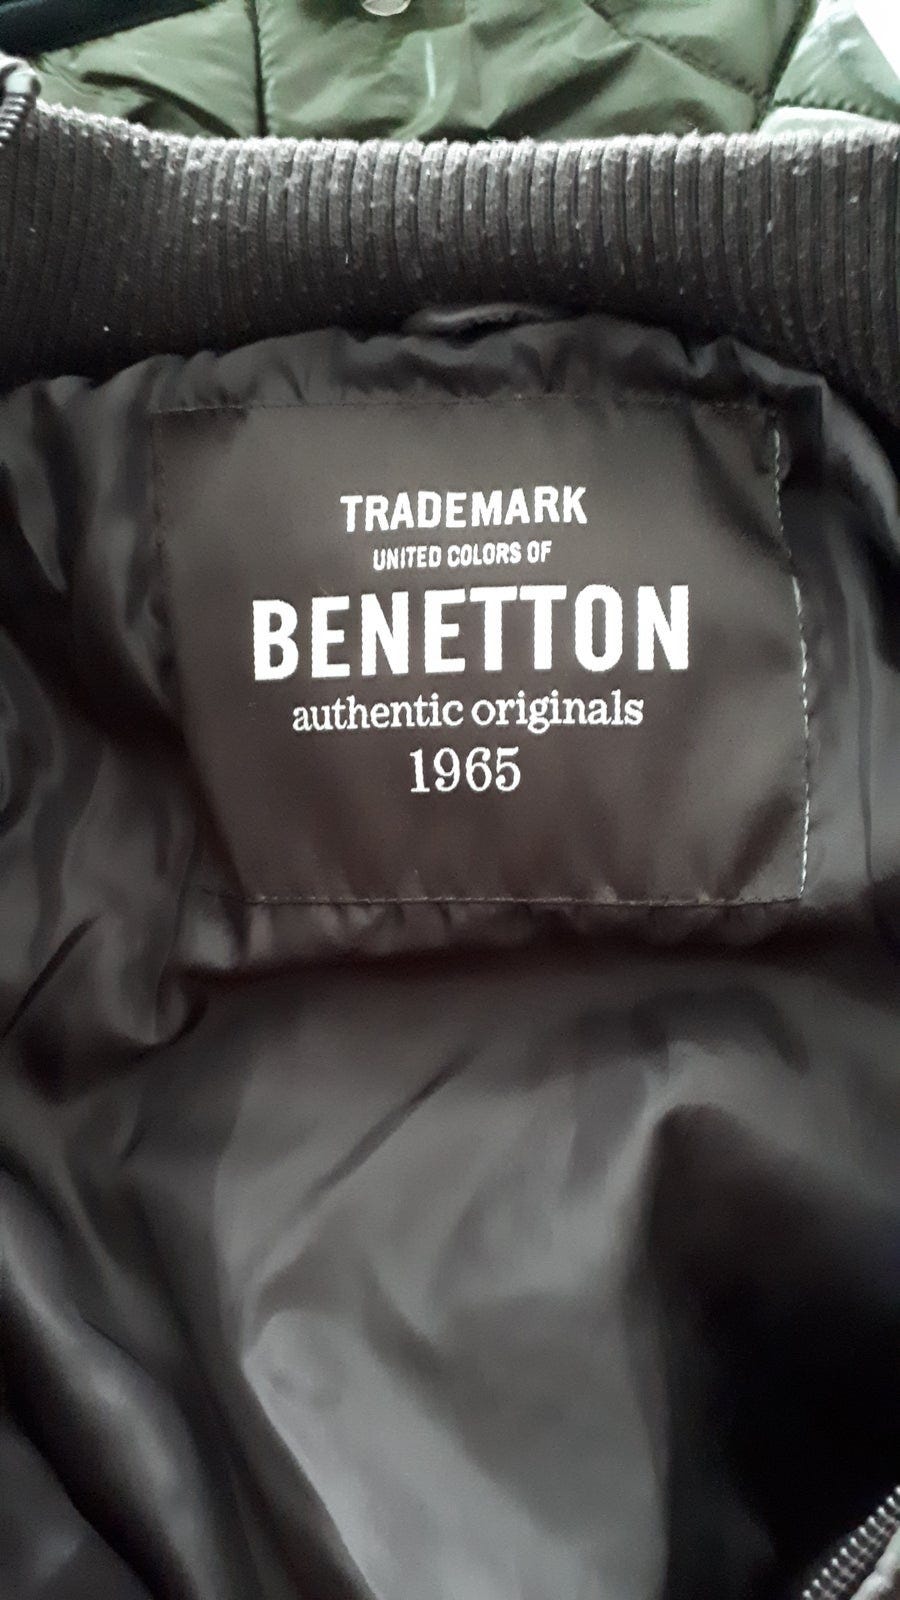 TRADEMARK
UNITED COLORS OF
BENETTON
authentic originals
1965